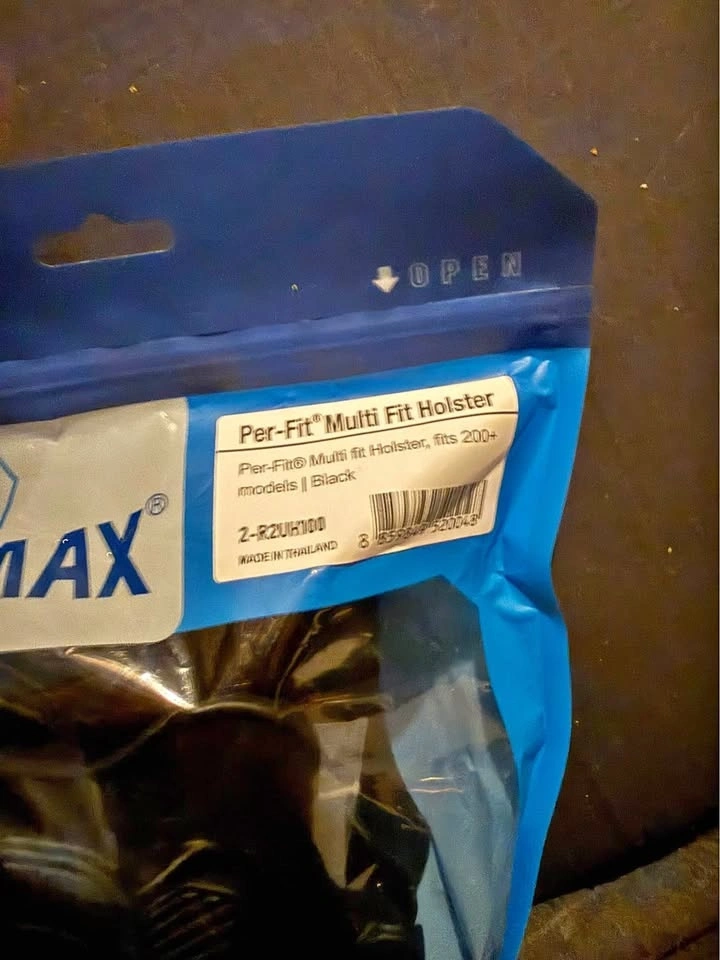 OPEN
Per-Fit® Multi Fit Holster
Per-Fit® Multi fit Holster, fits 200+
models | Black
2-R2UH100
MADE IN THAILAND
MAX®